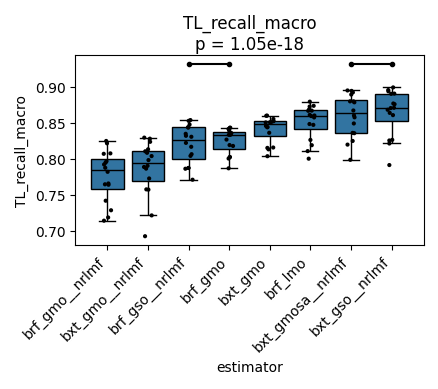 TL_recall_macro
p = 1.05e-18
TL_recall_macro
0.90
0.85
0.80
0.75
0.70
brf_gmo__nrlmf
bxt_gmo__nrlmf
brf_gso__nrlmf
brf_gmo
bxt_gmo
brf_lmo
bxt_gmosa__nrlmf
bxt_gso__nrlmf
estimator